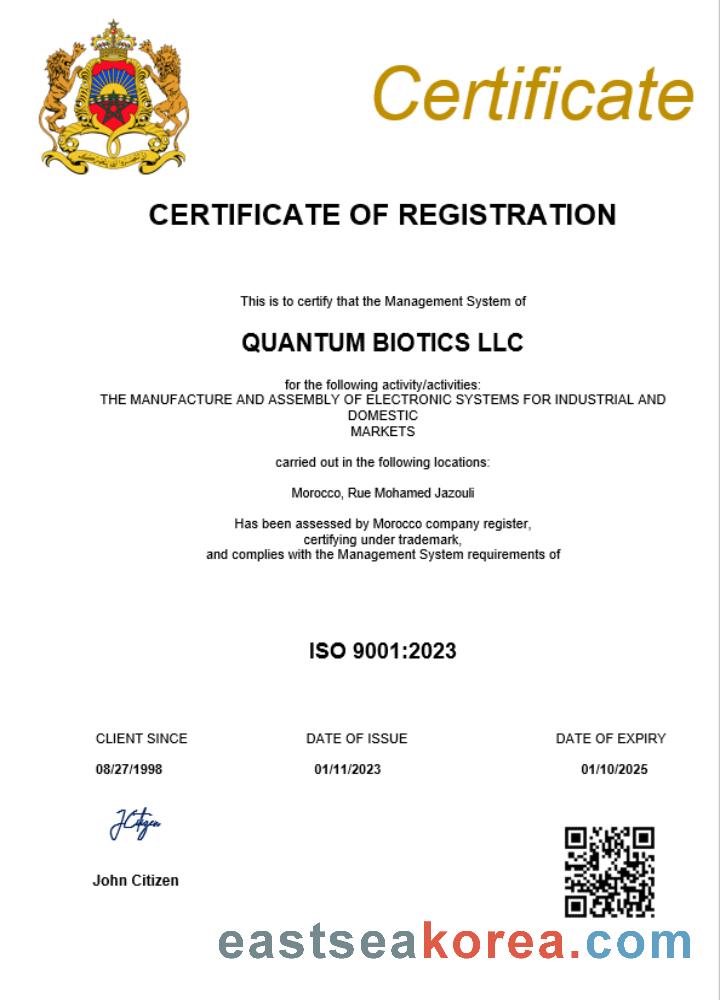 Certificate
CERTIFICATE OF REGISTRATION
This is to certify that the Management System of
QUANTUM BIOTICS LLC
for the following activity/activities:
THE MANUFACTURE AND ASSEMBLY OF ELECTRONIC SYSTEMS FOR INDUSTRIAL AND
DOMESTIC
MARKETS
carried out in the following locations:
Morocco, Rue Mohamed Jazouli
Has been assessed by Morocco company register,
certifying under trademark,
and complies with the Management System requirements of
ISO 9001:2023
CLIENT SINCE DATE OF ISSUE DATE OF EXPIRY
08/27/1998 01/11/2023 01/10/2025
JCitizen
John Citizen
eastseakorea.com